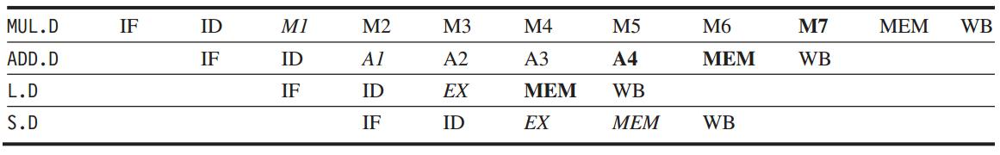 MUL.D IF ID M1 M2 M3 M4 M5 M6 M7 MEM WB
ADD.D IF ID A1 A2 A3 A4 MEM WB
L.D IF ID EX MEM WB
S.D IF ID EX MEM WB